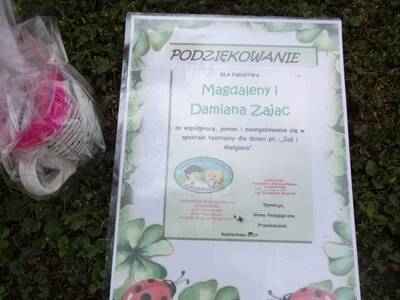 PODZIĘKOWANIE
DLA PAŃSTWA
Magdaleny i
Damiana Zając
za współpracę, pomoc i zaangażowanie się w
spektakl teatralny dla dzieci pt. „Jaś i
Małgosia"
Dyrekcja,
Grono Pedagogiczne,
Przedszkolaki